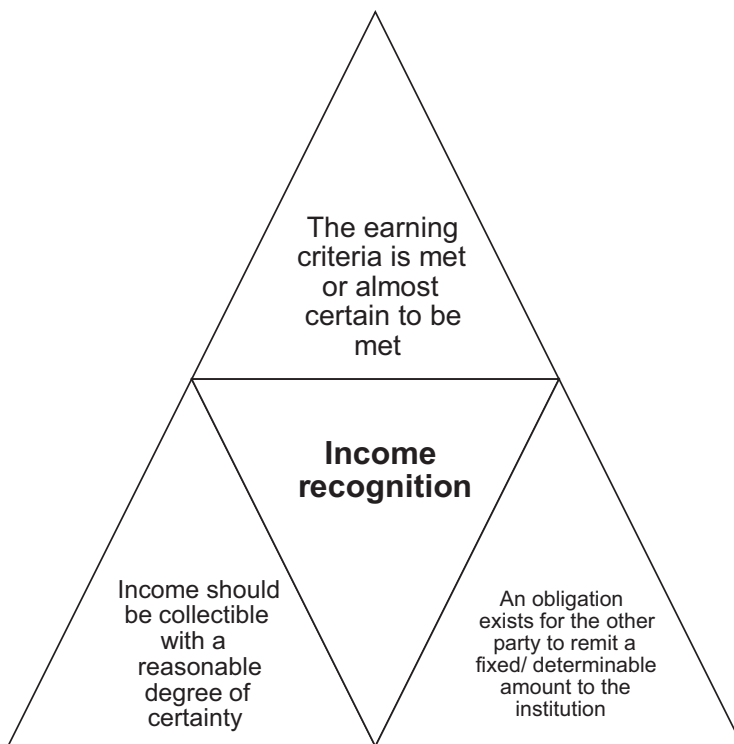 The earning
criteria is met
or almost
certain to be
met
Income
recognition
Income should
be collectible
with a
reasonable
degree of
certainty
An obligation
exists for the other
party to remit a
fixed/ determinable
amount to the
institution